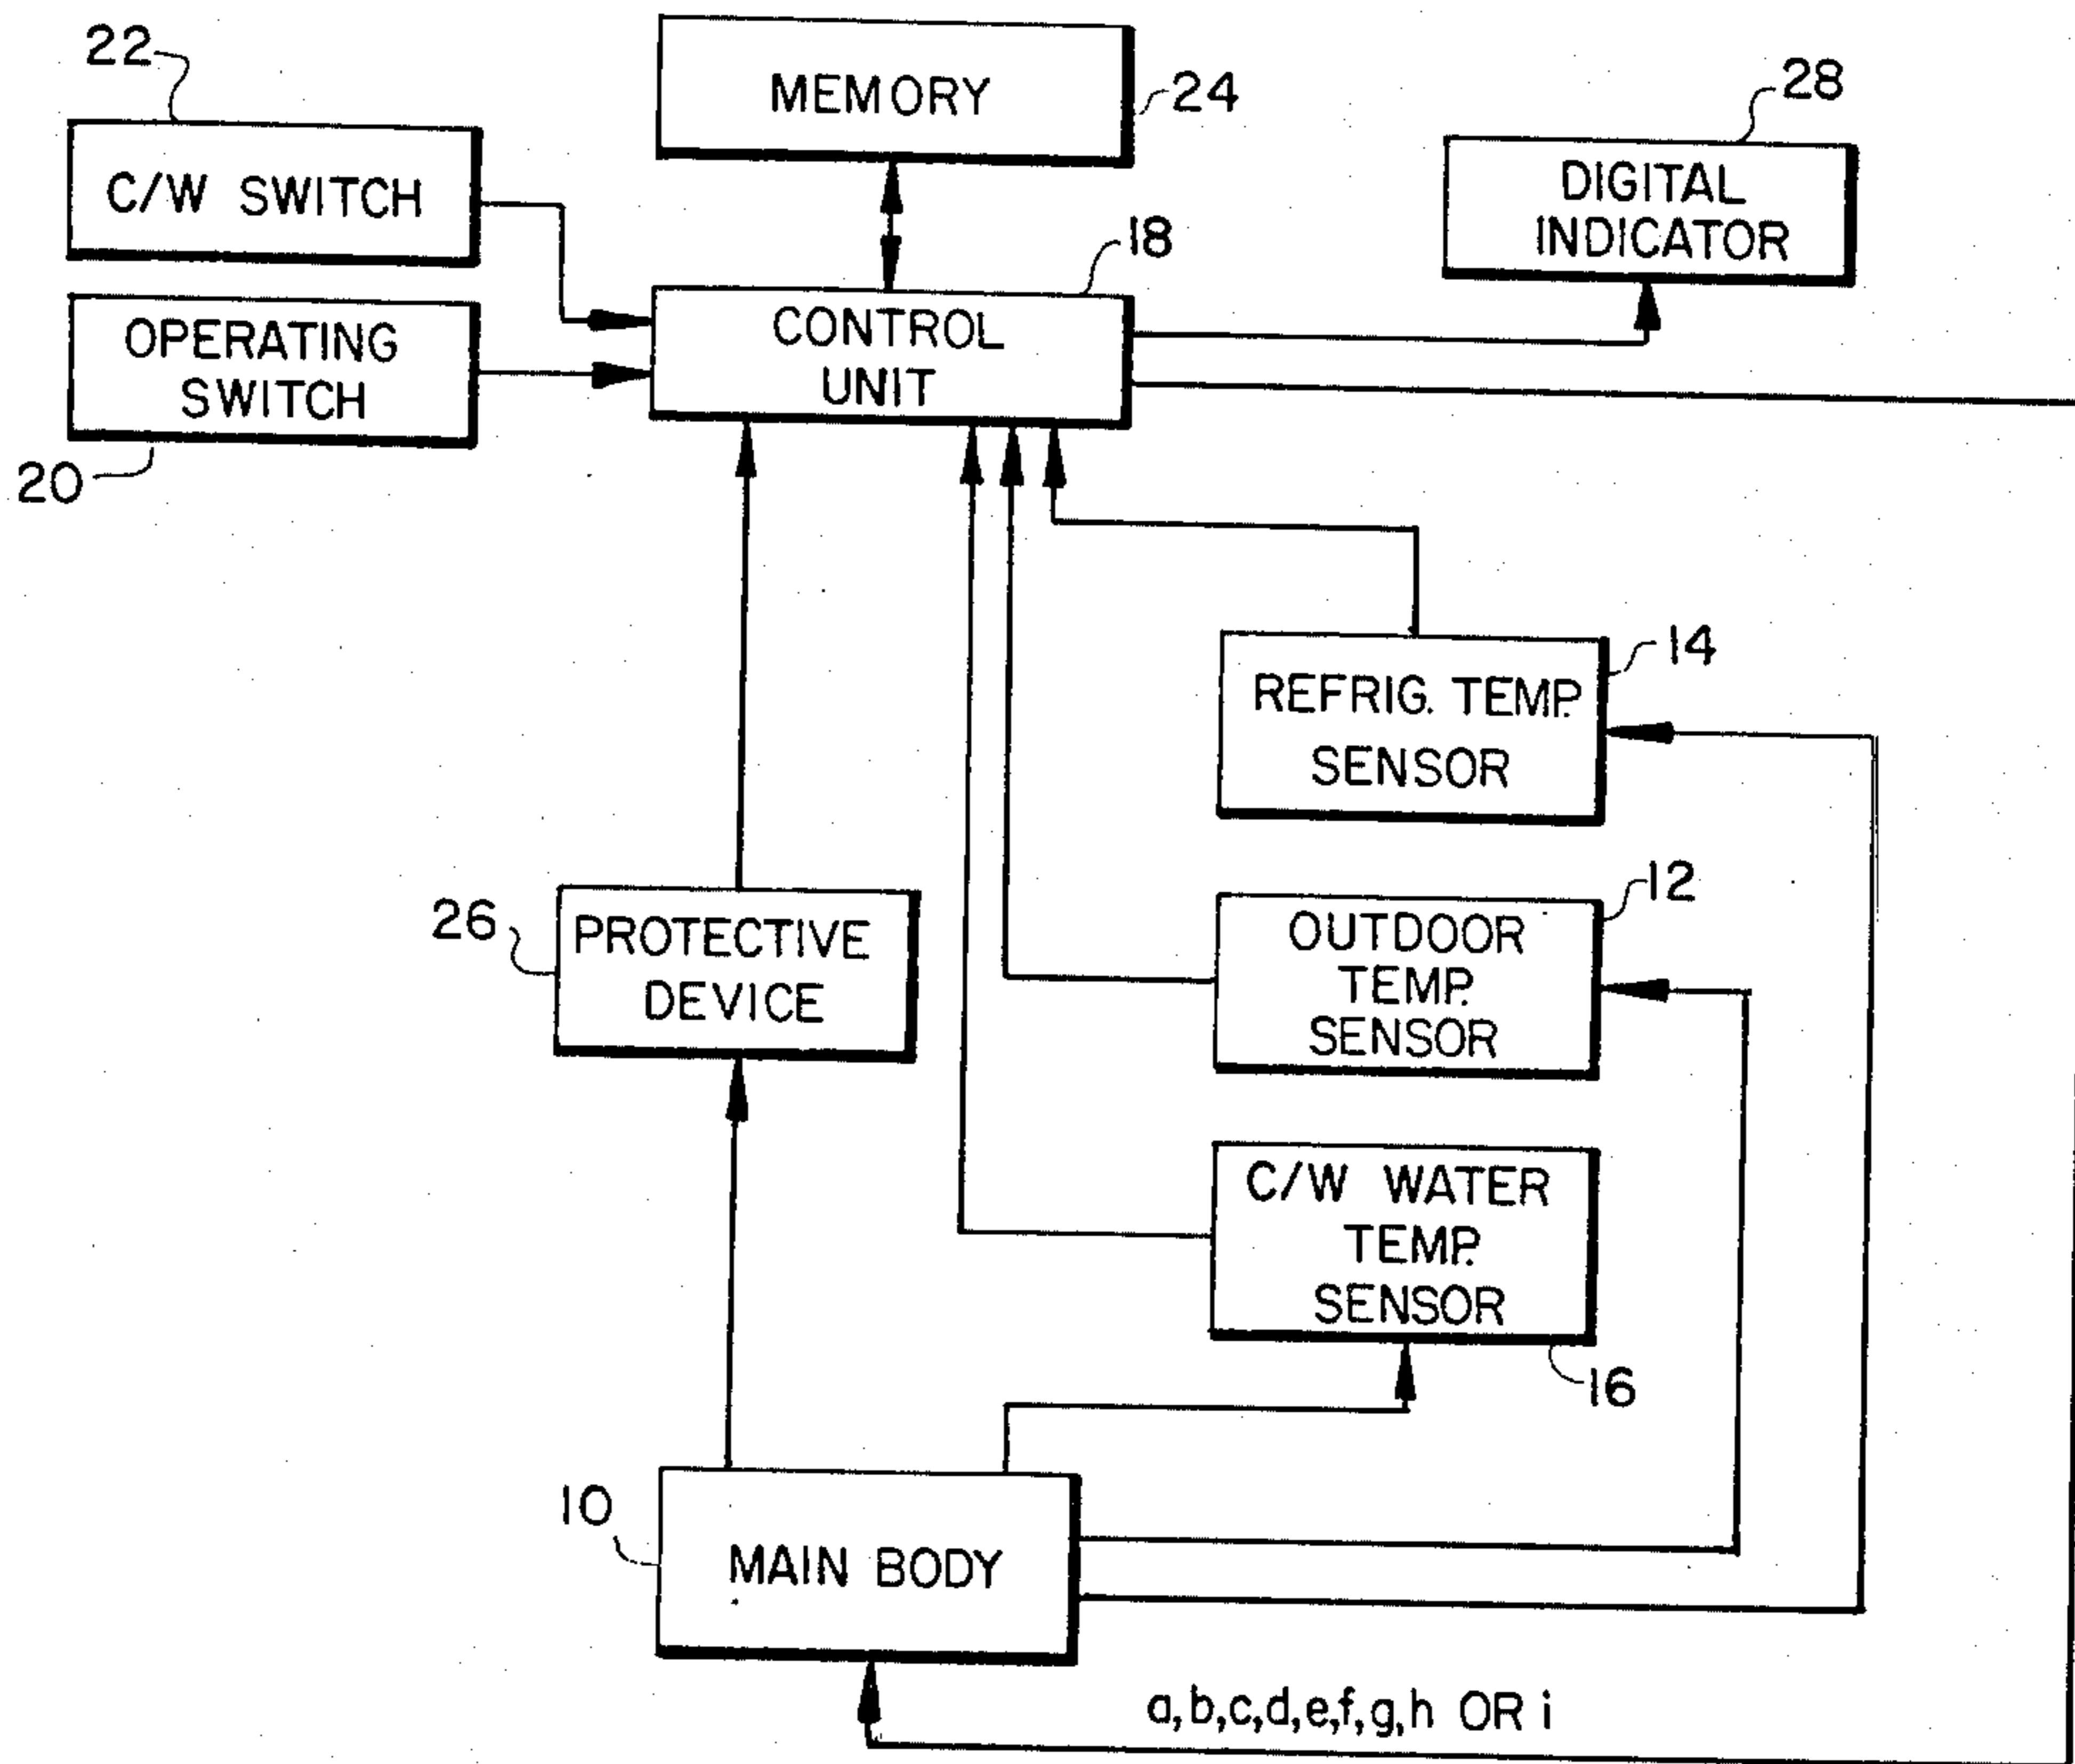 22
MEMORY
24
28
C/W SWITCH
DIGITAL
INDICATOR
18
OPERATING
SWITCH
CONTROL
UNIT
20
14
REFRIG. TEMP.
SENSOR
12
26
PROTECTIVE
DEVICE
OUTDOOR
TEMP.
SENSOR
C/W WATER
TEMP.
SENSOR
16
10
MAIN BODY
a,b,c,d,e,f,g,h OR i